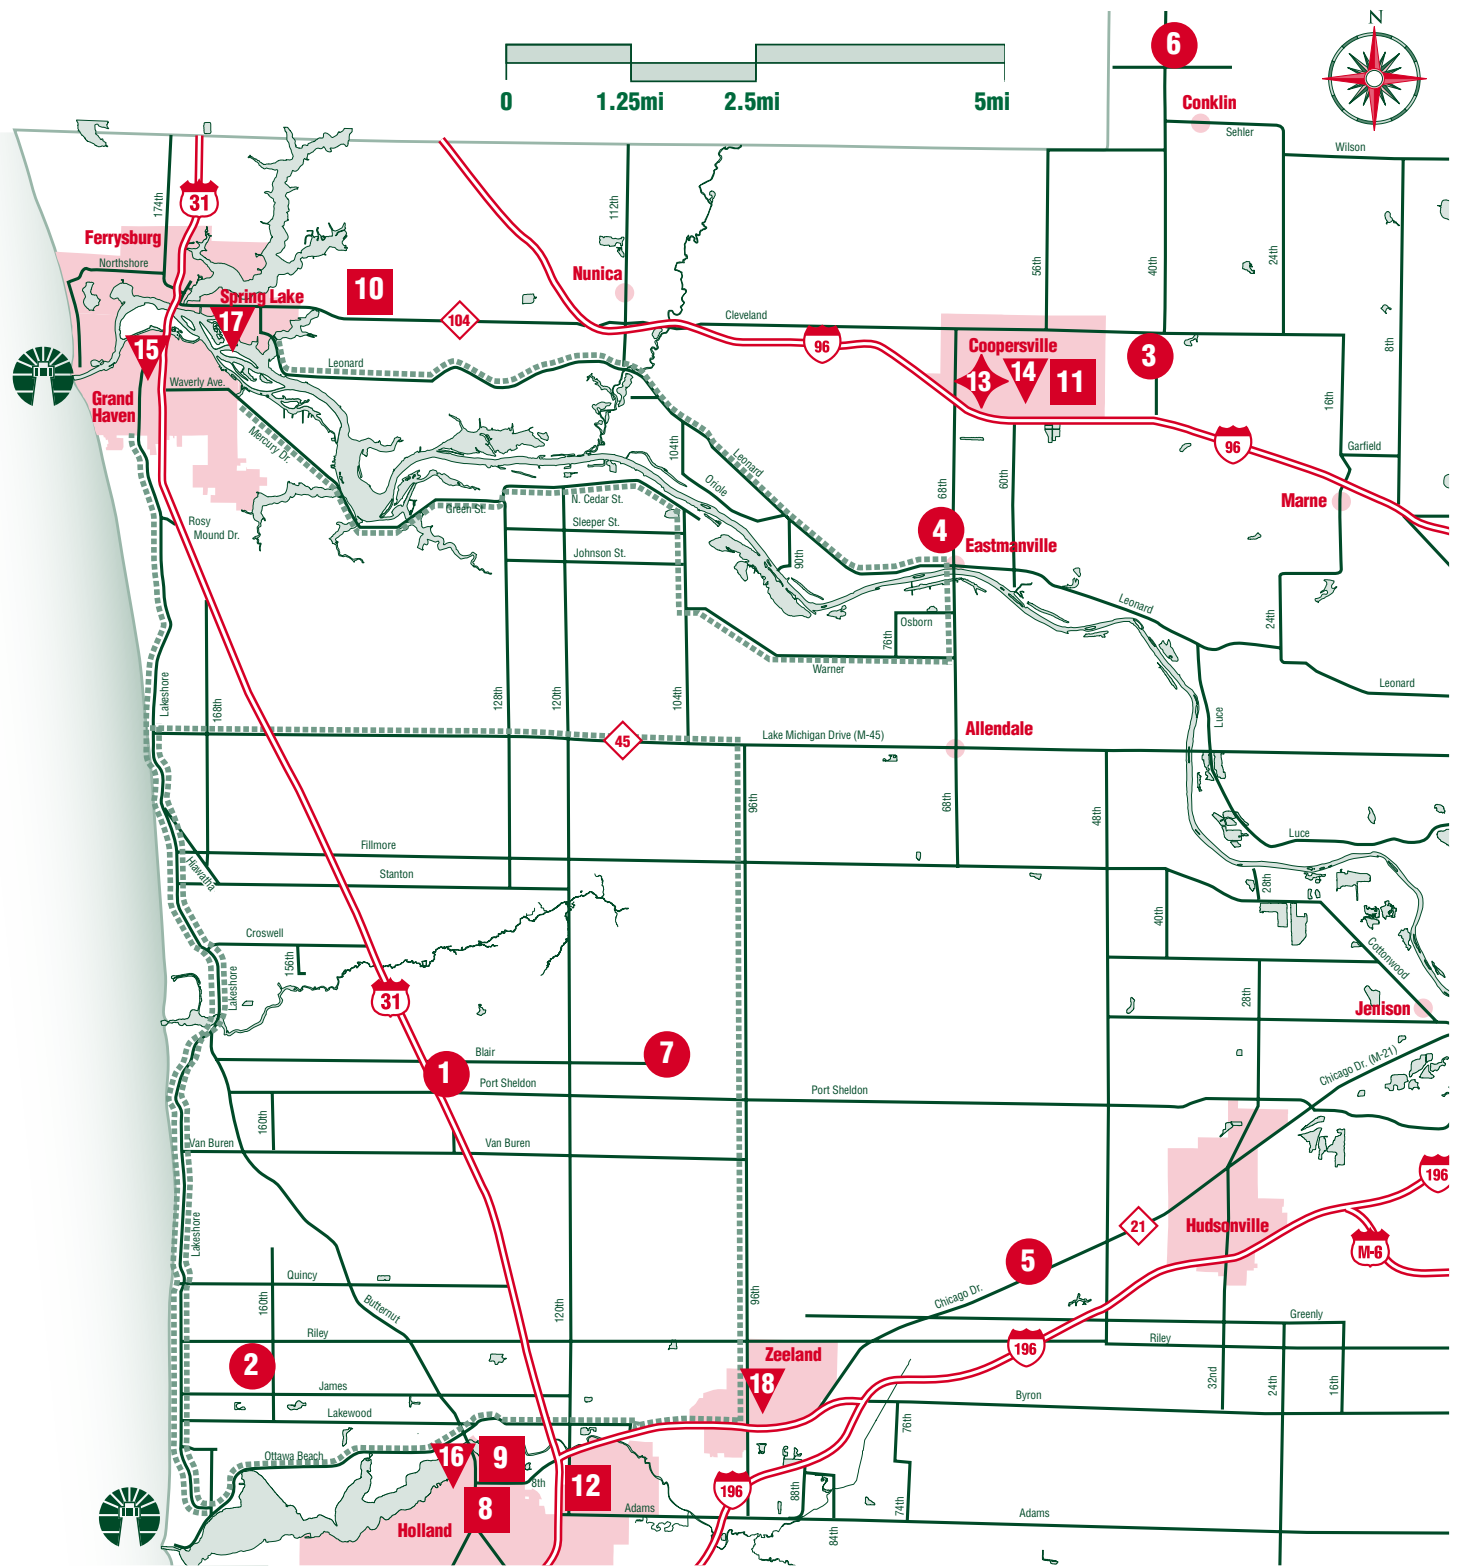 N
6
0
1.25mi
2.5mi
5mi
Conklin
Sehler
Wilson
174th
31
112th
Ferrysburg
Northshore
56th
40th
24th
Nunica
10
Spring Lake
17
104
Cleveland
96
Coopersville
13
14
11
3
8th
15
Leonard
Waverly Ave.
Grand
Haven
16th
Mercury Dr.
104th
Leonard
Oriole
68th
60th
96
Garfield
Marne
Green St.
N. Cedar St.
Sleeper St.
Johnson St.
Rosy
Mound Dr.
4
Eastmanville
90th
Leonard
24th
Osborn
76th
Warner
Leonard
Lakeshore
168th
128th
120th
104th
Luce
45
Lake Michigan Drive (M-45)
Allendale
96th
68th
48th
Luce
Fillmore
Stanton
Hiawatha
28th
40th
Croswell
156th
Lakeshore
Cottonwood
31
28th
Jenison
Blair
7
1
Port Sheldon
Port Sheldon
Chicago Dr. (M-21)
160th
Van Buren
Van Buren
196
Lakeshore
21
Hudsonville
M-6
5
Quincy
160th
Butternut
120th
96th
Chicago Dr.
Greenly
Riley
Riley
196
2
Zeeland
18
James
Lakewood
Byron
32nd
24th
16th
76th
Ottawa Beach
16
9
8th
12
196
88th
74th
8
Holland
Adams
Adams
84th